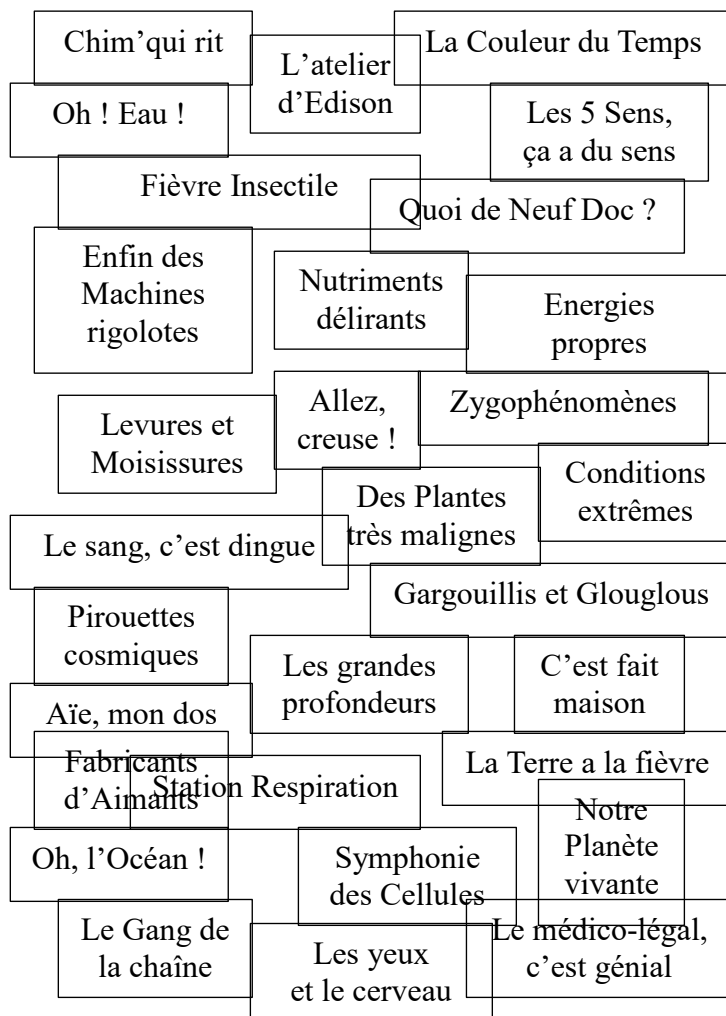 Chim’qui rit
La Couleur du Temps
L’atelier
d’Edison
Oh ! Eau !
Les 5 Sens,
ça a du sens
Fièvre Insectile
Quoi de Neuf Doc ?
Enfin des
Machines
rigolotes
Nutriments
délirants
Energies
propres
Allez,
creuse !
Zygophénomènes
Levures et
Moisissures
Conditions
extrêmes
Des Plantes
très malignes
Le sang, c’est dingue
Gargouillis et Glouglous
Pirouettes
cosmiques
Les grandes
profondeurs
C’est fait
maison
Aïe, mon dos
Fabricants
d’Aimants
Station Respiration
La Terre a la fièvre
Notre
Planète
vivante
Oh, l’Océan !
Symphonie
des Cellules
Le Gang de
la chaîne
Le médico-légal,
c’est génial
Les yeux
et le cerveau